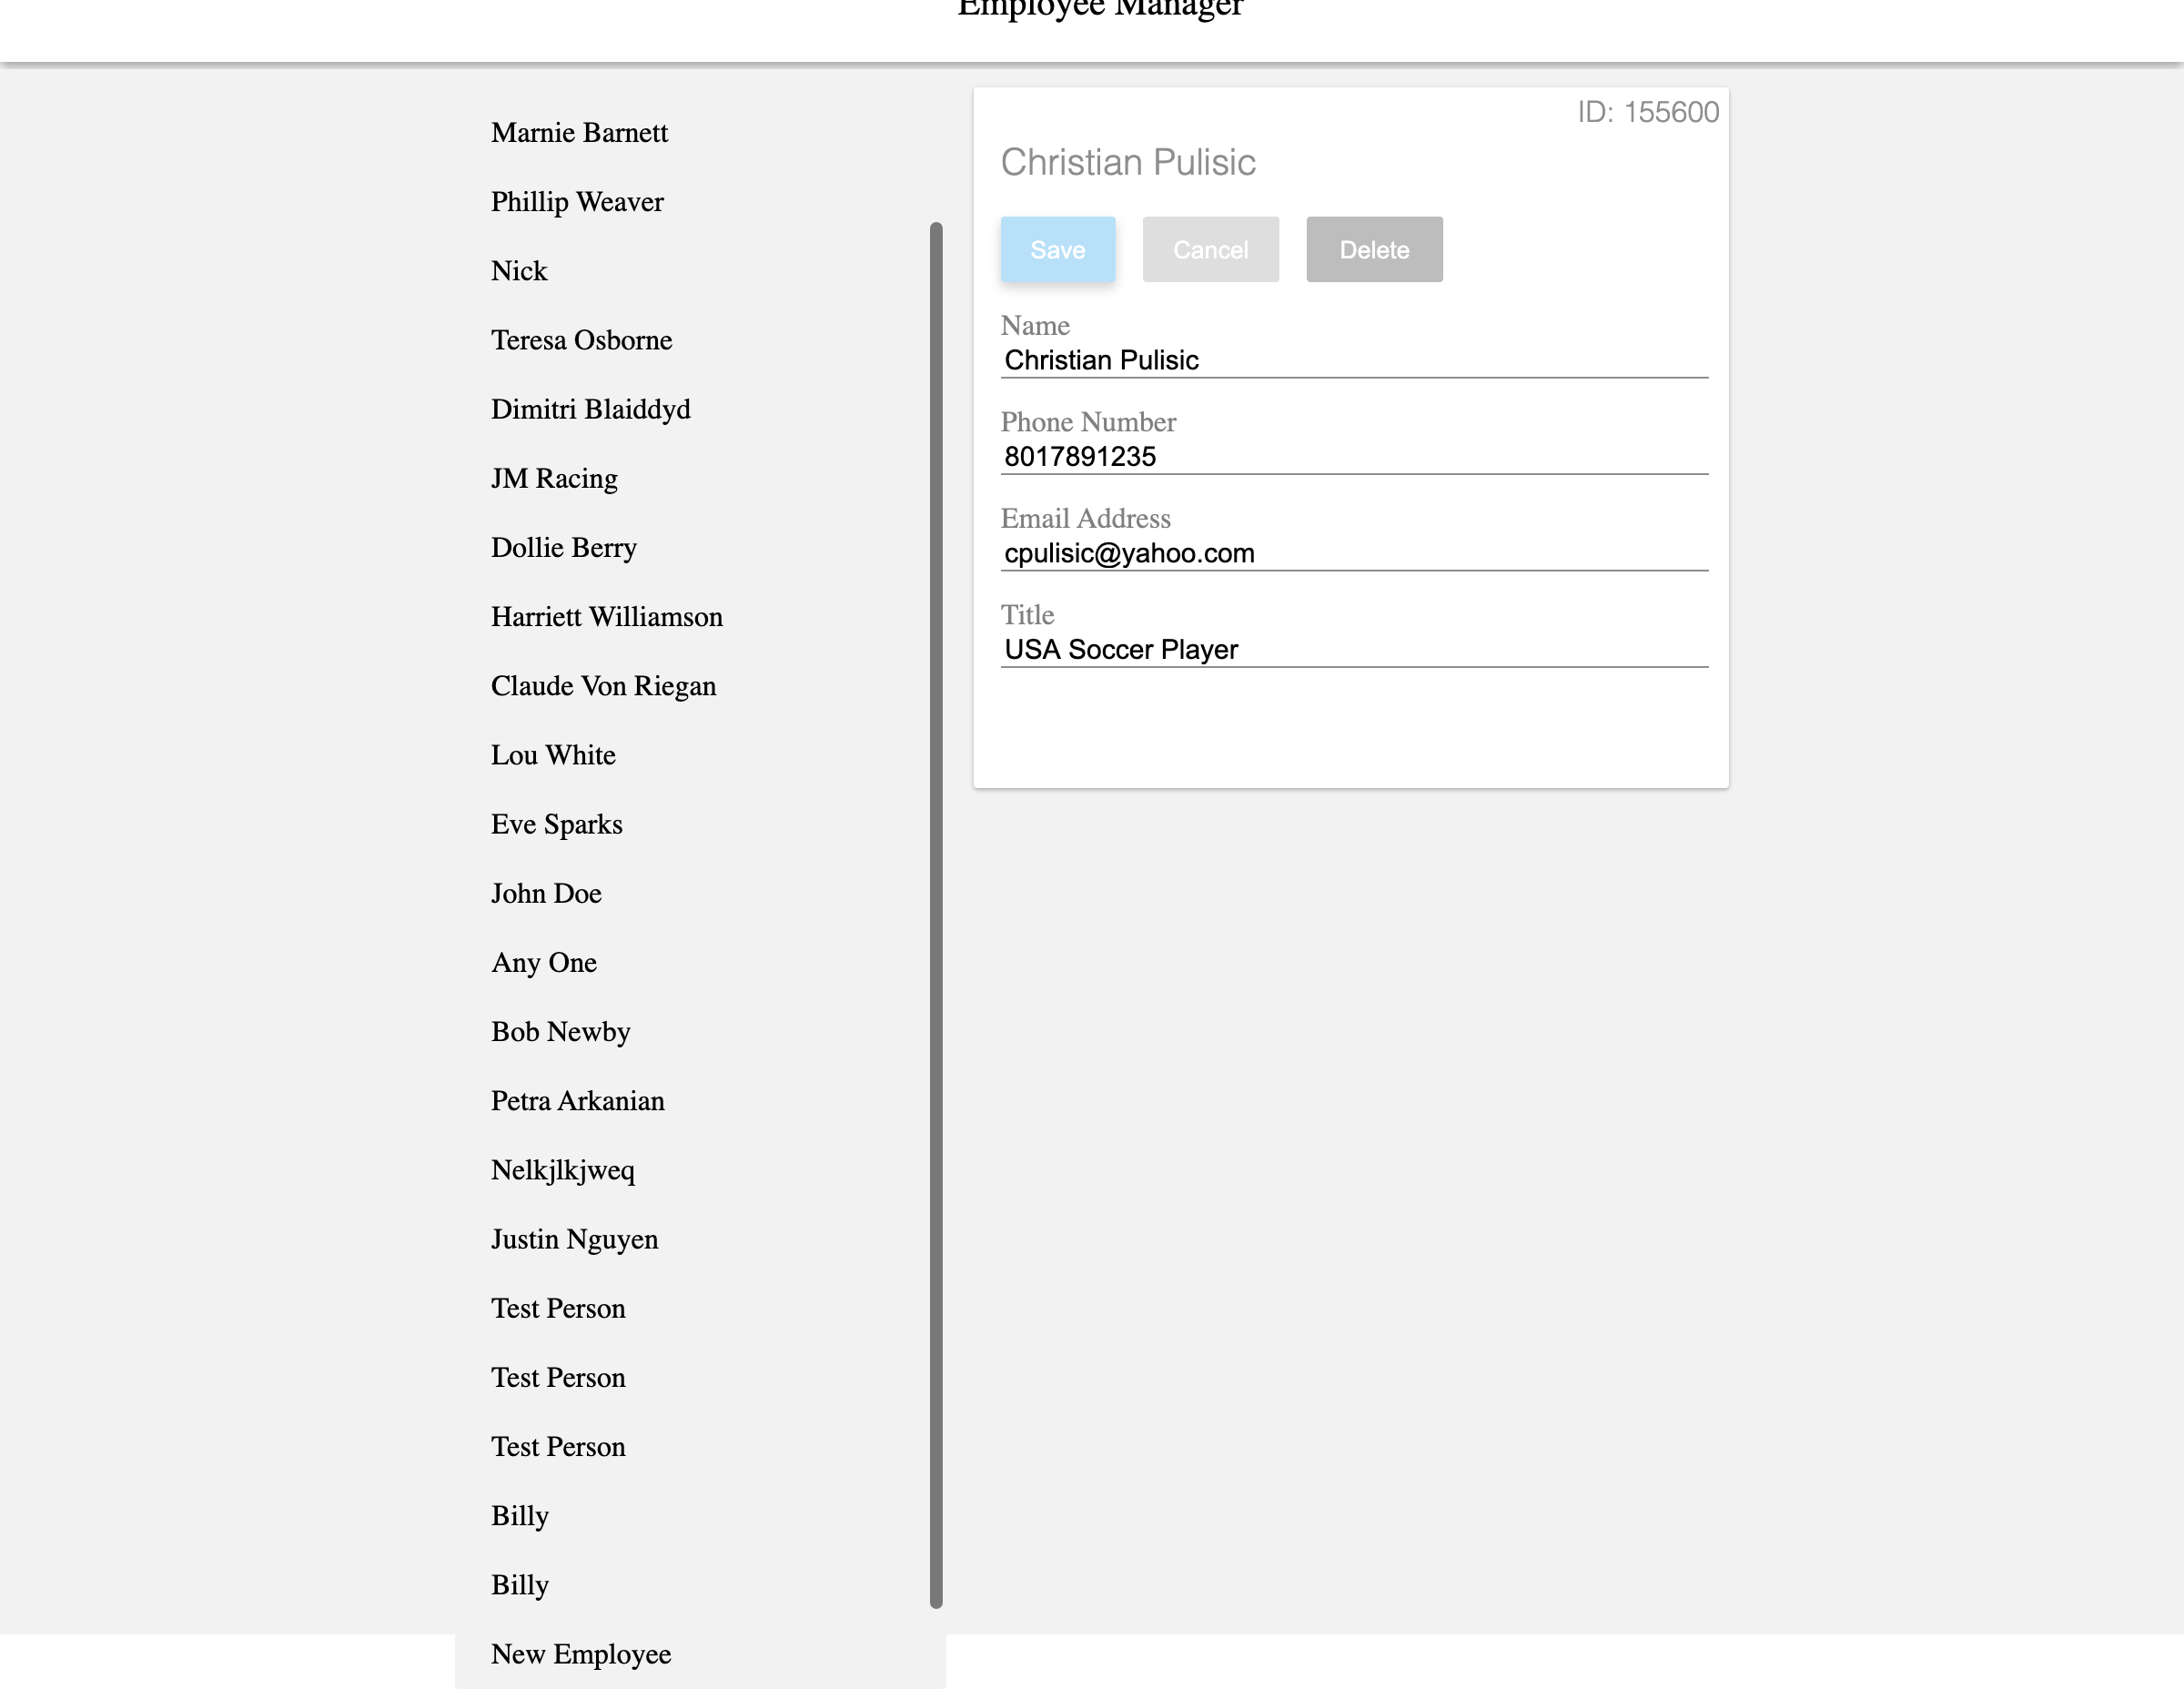 Employee Manager
Marnie Barnett
Phillip Weaver
Nick
Teresa Osborne
Dimitri Blaiddyd
JM Racing
Dollie Berry
Harriett Williamson
Claude Von Riegan
Lou White
Eve Sparks
John Doe
Any One
Bob Newby
Petra Arkanian
Nelkjlkjweq
Justin Nguyen
Test Person
Test Person
Test Person
Billy
Billy
New Employee
ID: 155600
Christian Pulisic
Save Cancel Delete
Name
Christian Pulisic
Phone Number
8017891235
Email Address
cpulisic@yahoo.com
Title
USA Soccer Player